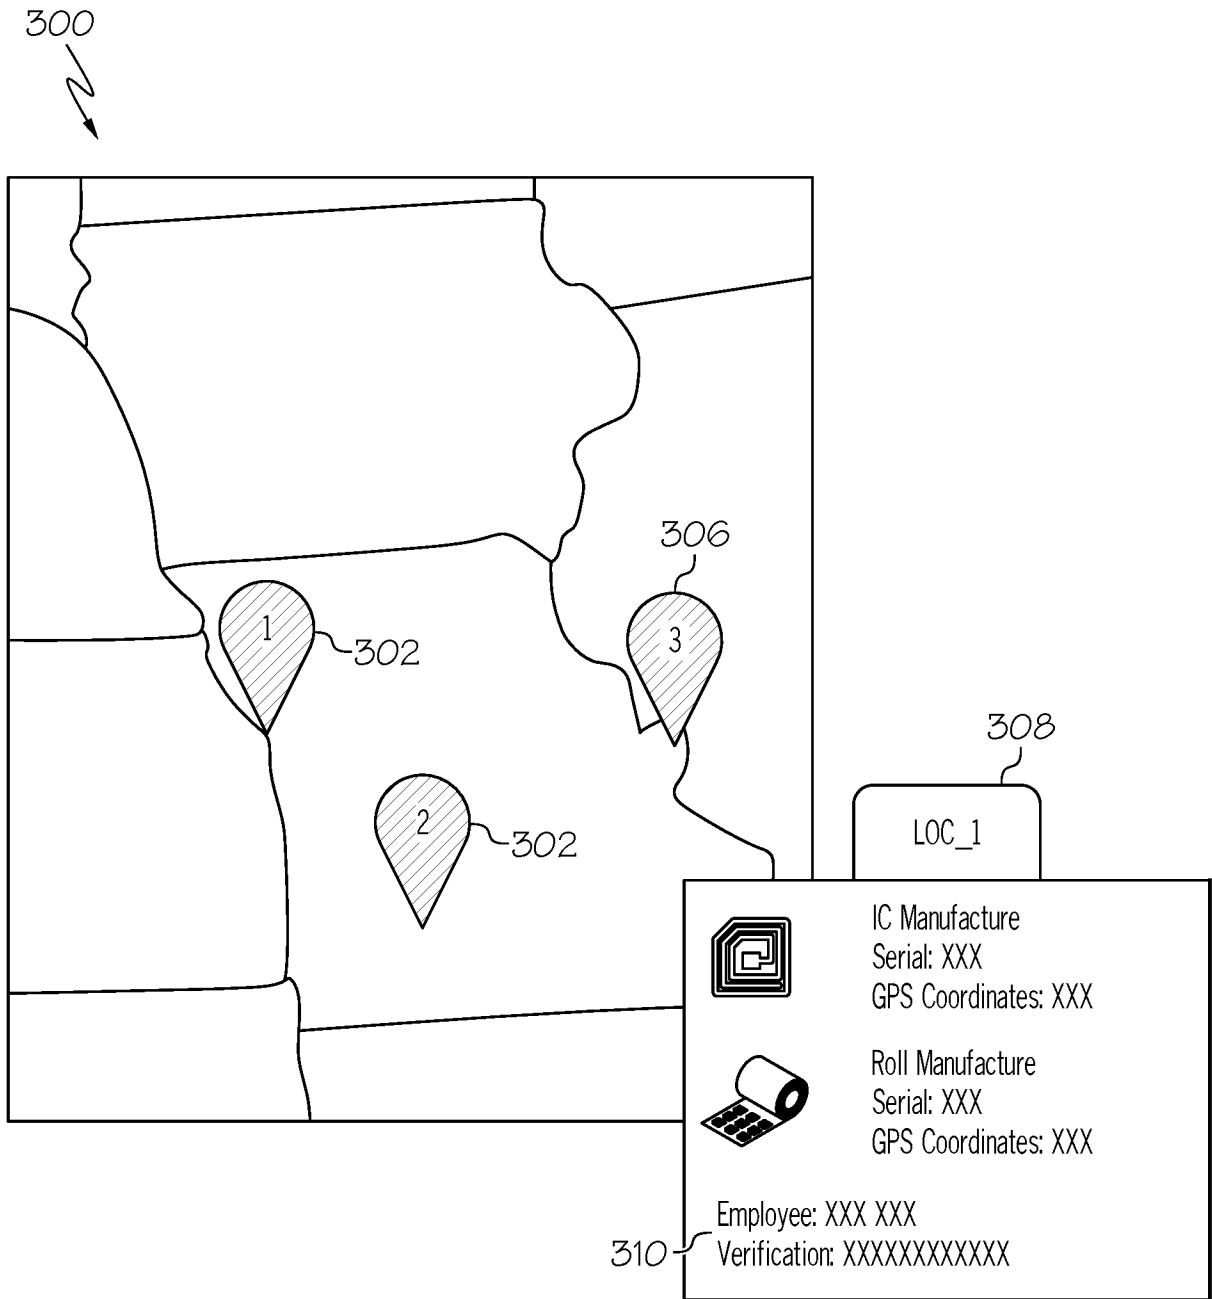 300
306
1
302
3
308
2
302
LOC_1
IC Manufacture
Serial: XXX
GPS Coordinates: XXX
Roll Manufacture
Serial: XXX
GPS Coordinates: XXX
Employee: XXX XXX
310
Verification: XXXXXXXXXXXX